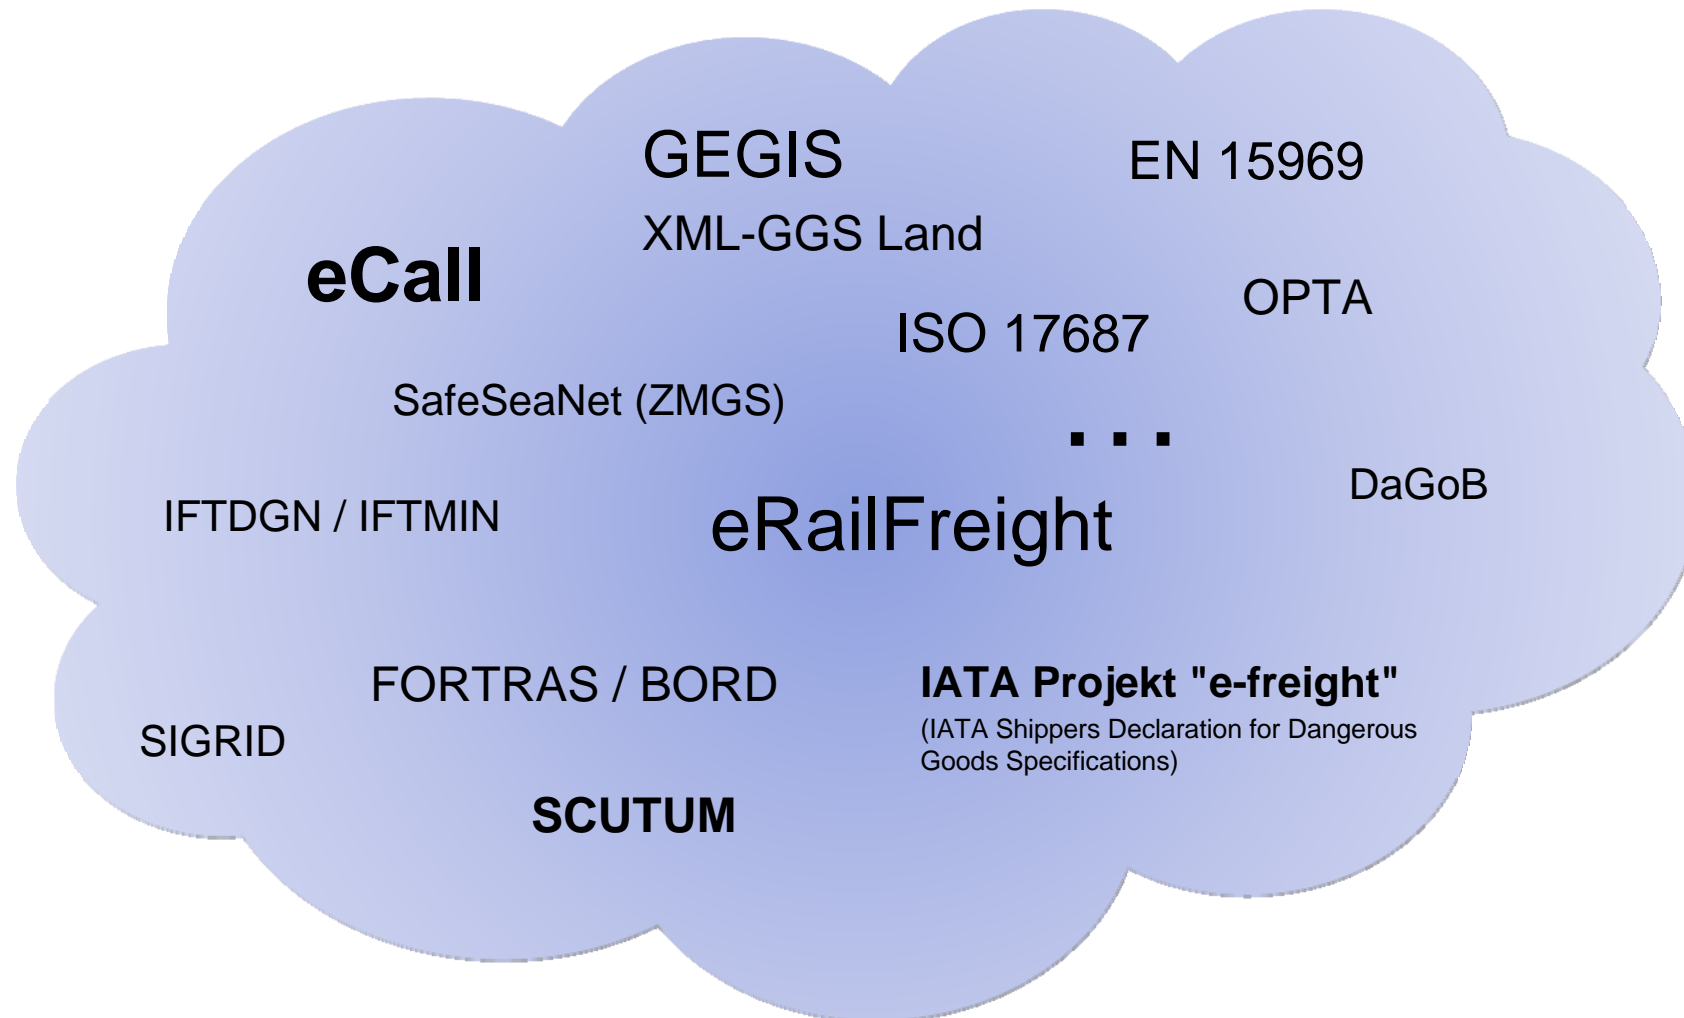 GEGIS
EN 15969
XML-GGS Land
eCall
OPTA
ISO 17687
SafeSeaNet (ZMGS)
...
DaGoB
IFTDGN / IFTMIN
eRailFreight
FORTRAS / BORD
IATA Projekt "e-freight"
(IATA Shippers Declaration for Dangerous
Goods Specifications)
SIGRID
SCUTUM